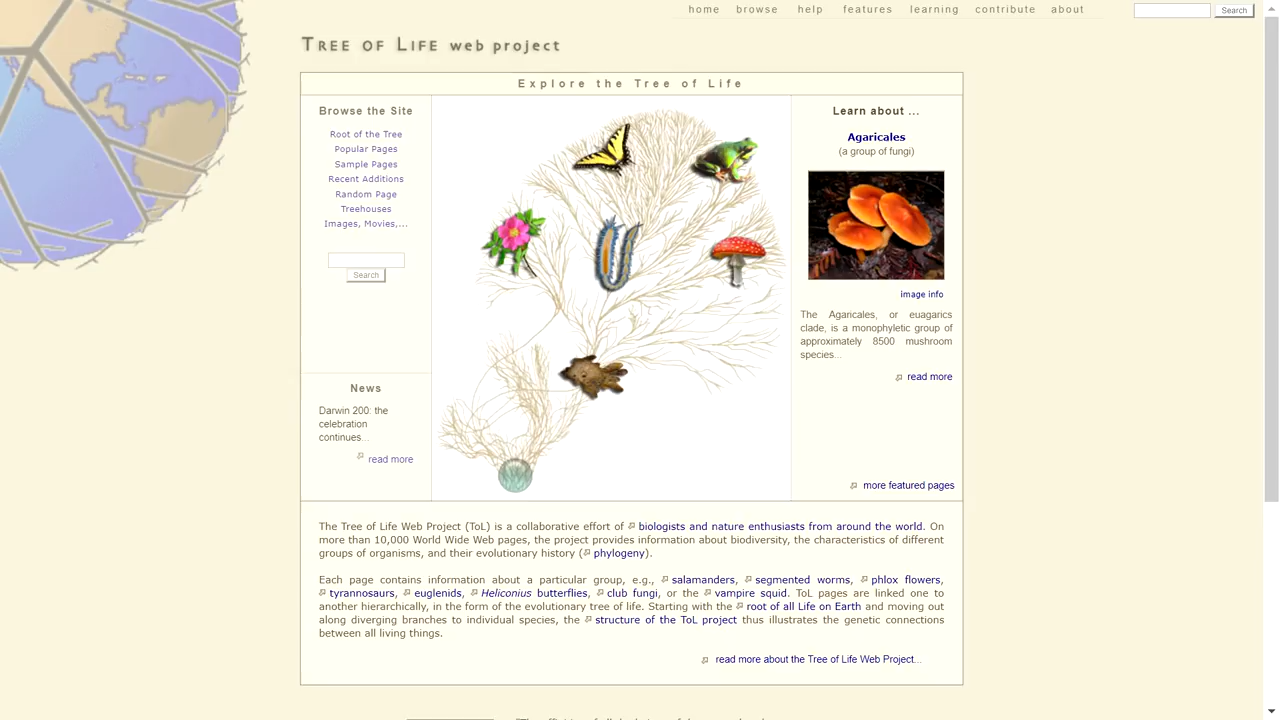 home browse help features learning contribute about
Search
TREE OF LIFE web project
Explore the Tree of Life
Browse the Site
Root of the Tree
Popular Pages
Sample Pages
Recent Additions
Random Page
Treehouses
Images, Movies,...
Search
News
Darwin 200: the
celebration
continues...
read more
Learn about ...
Agaricales
(a group of fungi)
image info
The Agaricales, or euagarics
clade, is a monophyletic group of
approximately 8500 mushroom
species...
read more
more featured pages
The Tree of Life Web Project (ToL) is a collaborative effort of biologists and nature enthusiasts from around the world. On
more than 10,000 World Wide Web pages, the project provides information about biodiversity, the characteristics of different
groups of organisms, and their evolutionary history (phylogeny).
Each page contains information about a particular group, e.g., salamanders, segmented worms, phlox flowers,
tyrannosaurs, euglenids, Heliconius butterflies, club fungi, or the vampire squid. ToL pages are linked one to
another hierarchically, in the form of the evolutionary tree of life. Starting with the root of all Life on Earth and moving out
along diverging branches to individual species, the structure of the ToL project thus illustrates the genetic connections
between all living things.
read more about the Tree of Life Web Project...